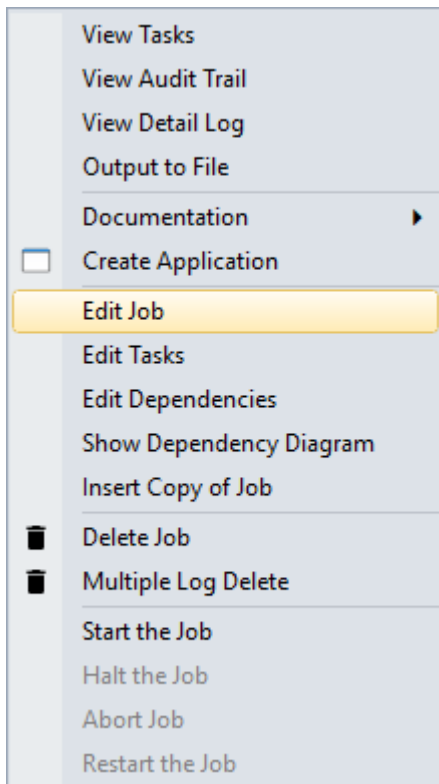 View Tasks
View Audit Trail
View Detail Log
Output to File
Documentation
Create Application
Edit Job
Edit Tasks
Edit Dependencies
Show Dependency Diagram
Insert Copy of Job
Delete Job
Multiple Log Delete
Start the Job
Halt the Job
Abort Job
Restart the Job